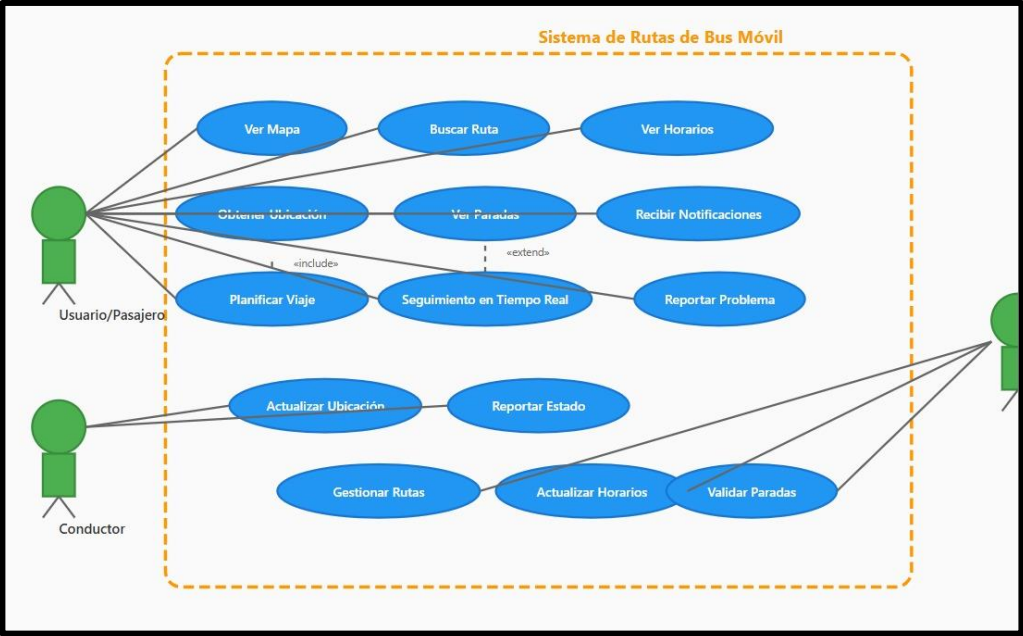 Sistema de Rutas de Bus Móvil
Ver Mapa
Buscar Ruta
Ver Horarios
Obtener Ubicación
Ver Paradas
Recibir Notificaciones
«include»
«extend»
Planificar Viaje
Seguimiento en Tiempo Real
Reportar Problema
Usuario/Pasajero
Actualizar Ubicación
Reportar Estado
Gestionar Rutas
Actualizar Horarios
Validar Paradas
Conductor